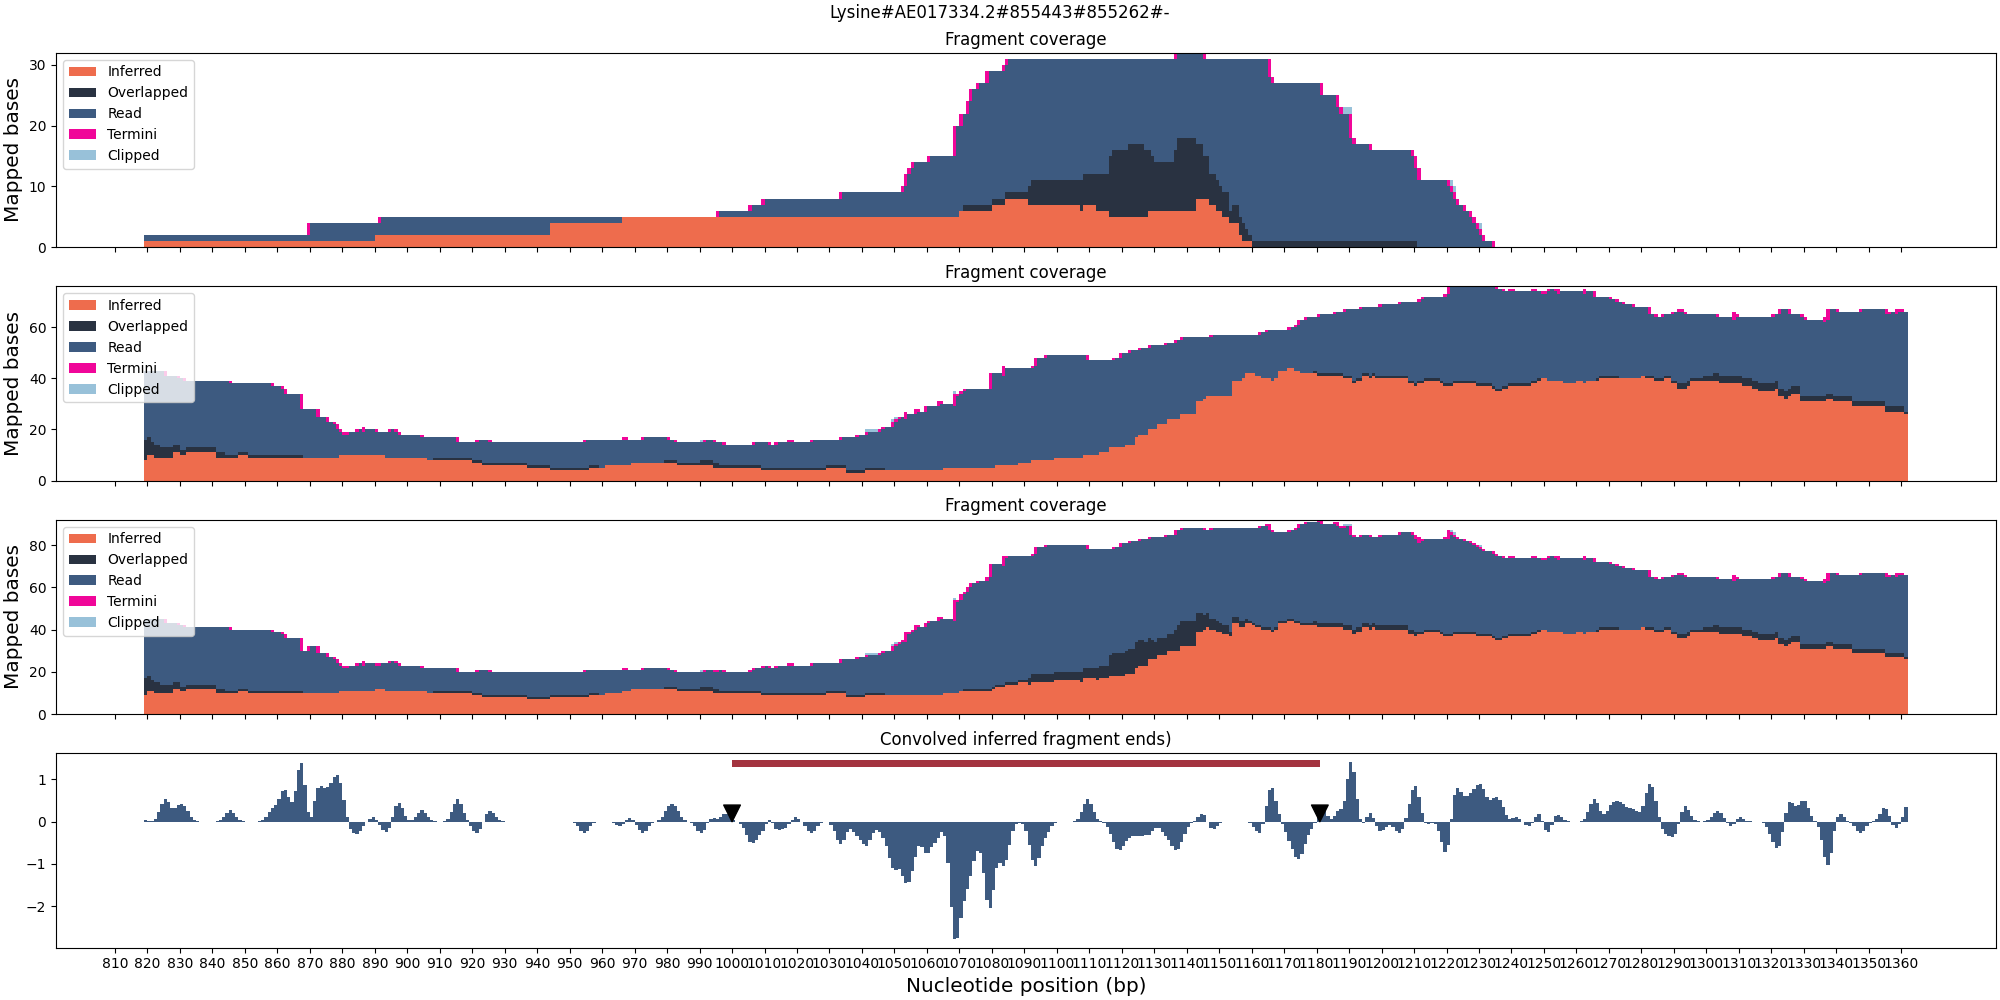 Lysine#AE017334.2#855443#855262#-
Fragment coverage
Mapped bases
30
20
10
0
Inferred
Overlapped
Read
Termini
Clipped
Fragment coverage
Mapped bases
60
40
20
0
Inferred
Overlapped
Read
Termini
Clipped
Fragment coverage
Mapped bases
80
60
40
20
0
Inferred
Overlapped
Read
Termini
Clipped
Convolved inferred fragment ends)
1
0
−1
−2
810 820 830 840 850 860 870 880 890 900 910 920 930 940 950 960 970 980 990 1000 1010 1020 1030 1040 1050 1060 1070 1080 1090 1100 1110 1120 1130 1140 1150 1160 1170 1180 1190 1200 1210 1220 1230 1240 1250 1260 1270 1280 1290 1300 1310 1320 1330 1340 1350 1360
Nucleotide position (bp)